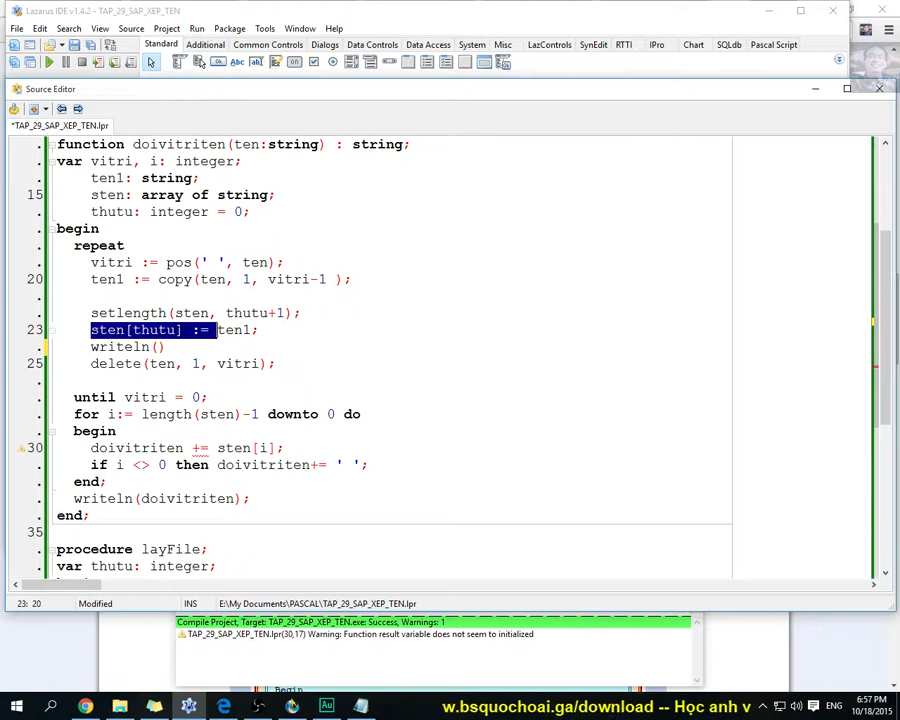 Lazarus IDE v1.4.2 - TAP_29_SAP_XEP_TEN
File Edit Search View Source Project Run Package Tools Window Help
Standard Additional Common Controls Dialogs Data Controls Data Access System Misc LazControls SynEdit RTTI IPro Chart SQLdb Pascal Script
Source Editor
*TAP_29_SAP_XEP_TEN.lpr
function doivitriten(ten:string) : string;
var vitri, i: integer;
ten1: string;
15 sten: array of string;
thutu: integer = 0;
begin
repeat
vitri := pos(' ', ten);
20 ten1 := copy(ten, 1, vitri-1 );
setlength(sten, thutu+1);
23 sten[thutu] := ten1;
writeln()
25 delete(ten, 1, vitri);
until vitri = 0;
for i:= length(sten)-1 downto 0 do
begin
30 doivitriten += sten[i];
if i <> 0 then doivitriten+= ' ';
end;
writeln(doivitriten);
end;
35
procedure layFile;
var thutu: integer;
23: 20 Modified INS E:\My Documents\PASCAL\TAP_29_SAP_XEP_TEN.lpr
Compile Project, Target: TAP_29_SAP_XEP_TEN.exe: Success, Warnings: 1
TAP_29_SAP_XEP_TEN.lpr(30,17) Warning: Function result variable does not seem to initialized
Begin
w.bsquochoai.ga/download -- Học anh v
ENG
6:57 PM
10/18/2015